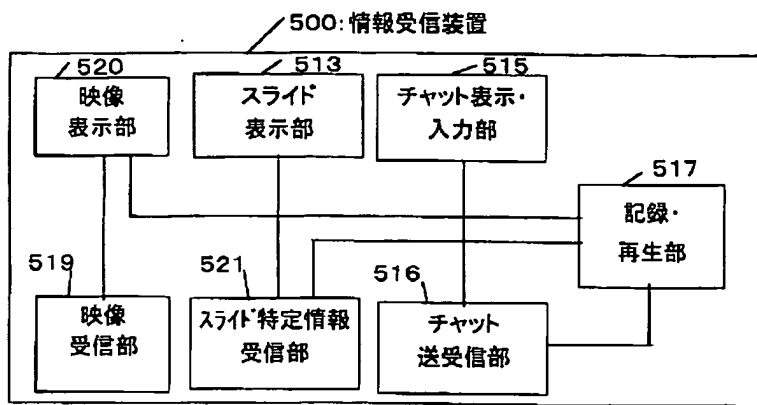 500:情報受信装置
520
513
515
映像
表示部
スライド
表示部
チャット表示・
入力部
517
記録・
再生部
519
521
516
映像
受信部
スライド特定情報
受信部
チャット
送受信部